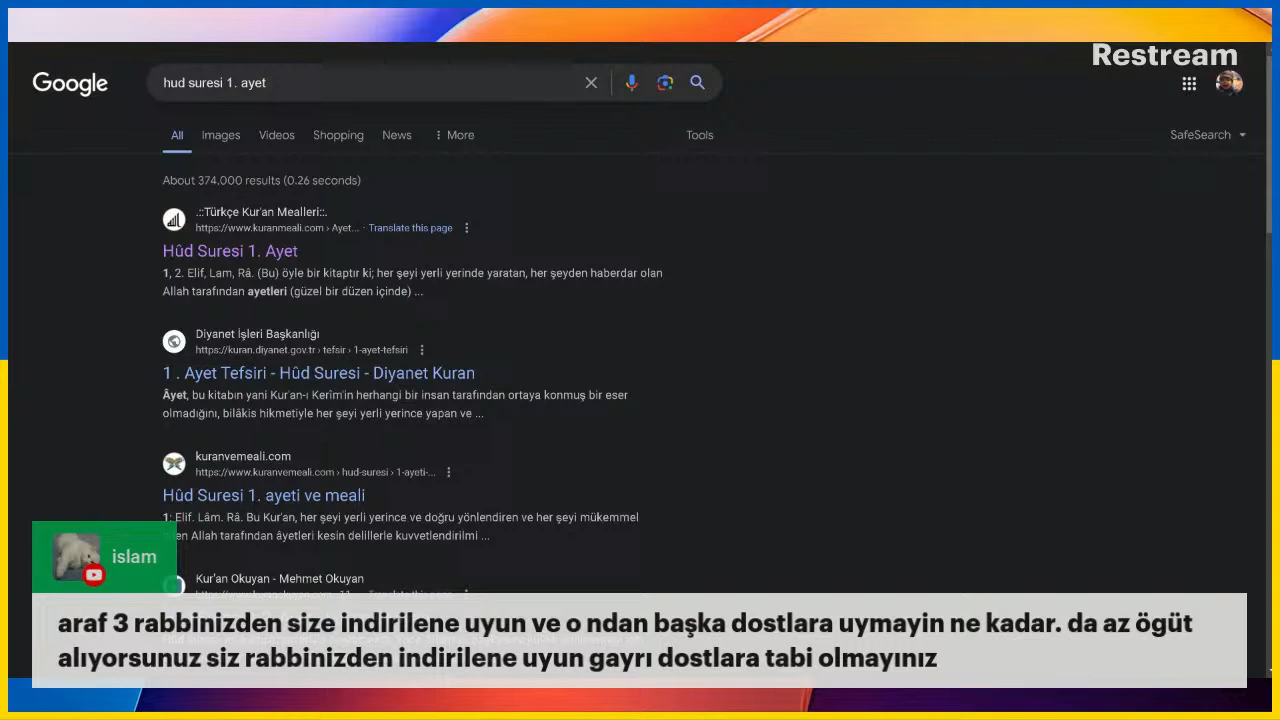 Restream
Google
hud suresi 1. ayet
All Images Videos Shopping News More Tools SafeSearch
About 374,000 results (0.26 seconds)
.::Türkçe Kur'an Mealleri::.
https://www.kuranmeali.com › Ayet... · Translate this page
Hûd Suresi 1. Ayet
1, 2. Elif, Lam, Râ. (Bu) öyle bir kitaptır ki; her şeyi yerli yerinde yaratan, her şeyden haberdar olan
Allah tarafından ayetleri (güzel bir düzen içinde) ...
Diyanet İşleri Başkanlığı
https://kuran.diyanet.gov.tr › tefsir › 1-ayet-tefsiri
1 . Ayet Tefsiri - Hûd Suresi - Diyanet Kuran
Âyet, bu kitabın yani Kur'an-ı Kerîm'in herhangi bir insan tarafından ortaya konmuş bir eser
olmadığını, bilâkis hikmetiyle her şeyi yerli yerince yapan ve ...
kuranvemeali.com
https://www.kuranvemeali.com › hud-suresi › 1-ayeti-...
Hûd Suresi 1. ayeti ve meali
1: Elif. Lâm. Râ. Bu Kur'an, her şeyi yerli yerince ve doğru yönlendiren ve her şeyi mükemmel
en Allah tarafından âyetleri kesin delillerle kuvvetlendirilmi ...
Kur'an Okuyan - Mehmet Okuyan
islam
araf 3 rabbinizden size indirilene uyun ve o ndan başka dostlara uymayin ne kadar. da az ögüt
alıyorsunuz siz rabbinizden indirilene uyun gayrı dostlara tabi olmayınız